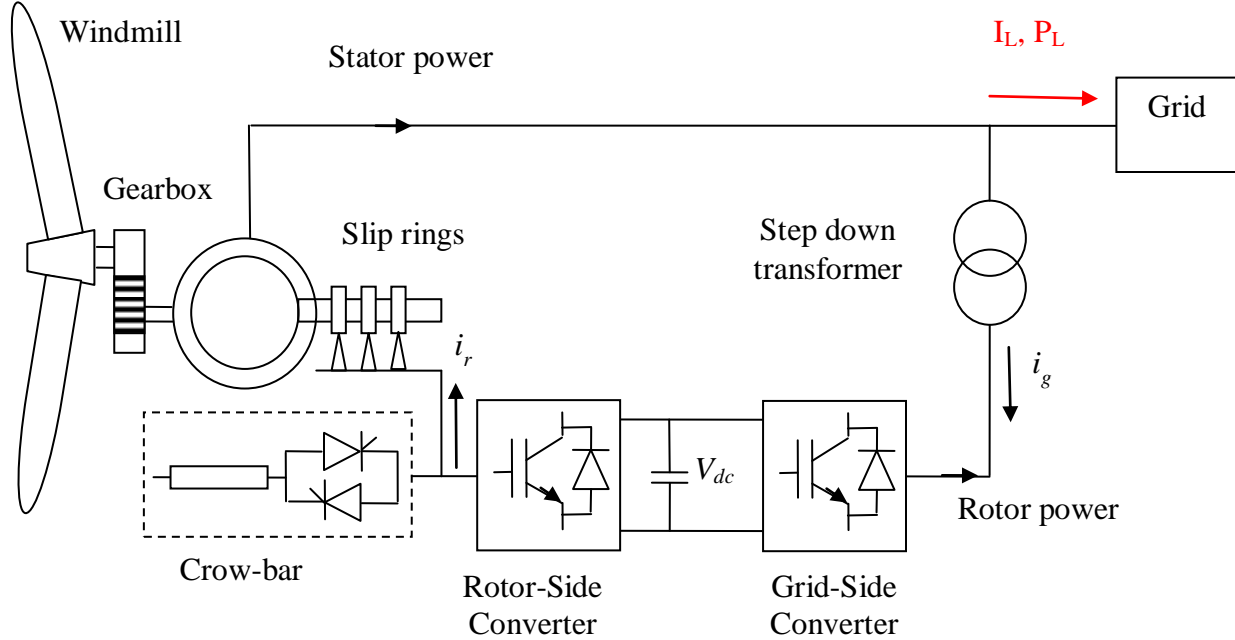 Windmill
I_L, P_L
Stator power
Grid
Gearbox
Slip rings
Step down
transformer
i_r
i_g
V_dc
Rotor power
Crow-bar
Rotor-Side
Converter
Grid-Side
Converter